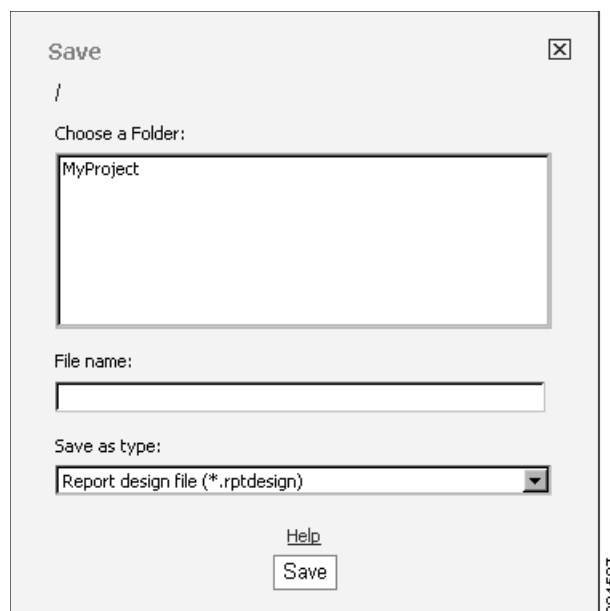 Save
/
Choose a Folder:
MyProject
File name:
Save as type:
Report design file (*.rptdesign)
Help
Save